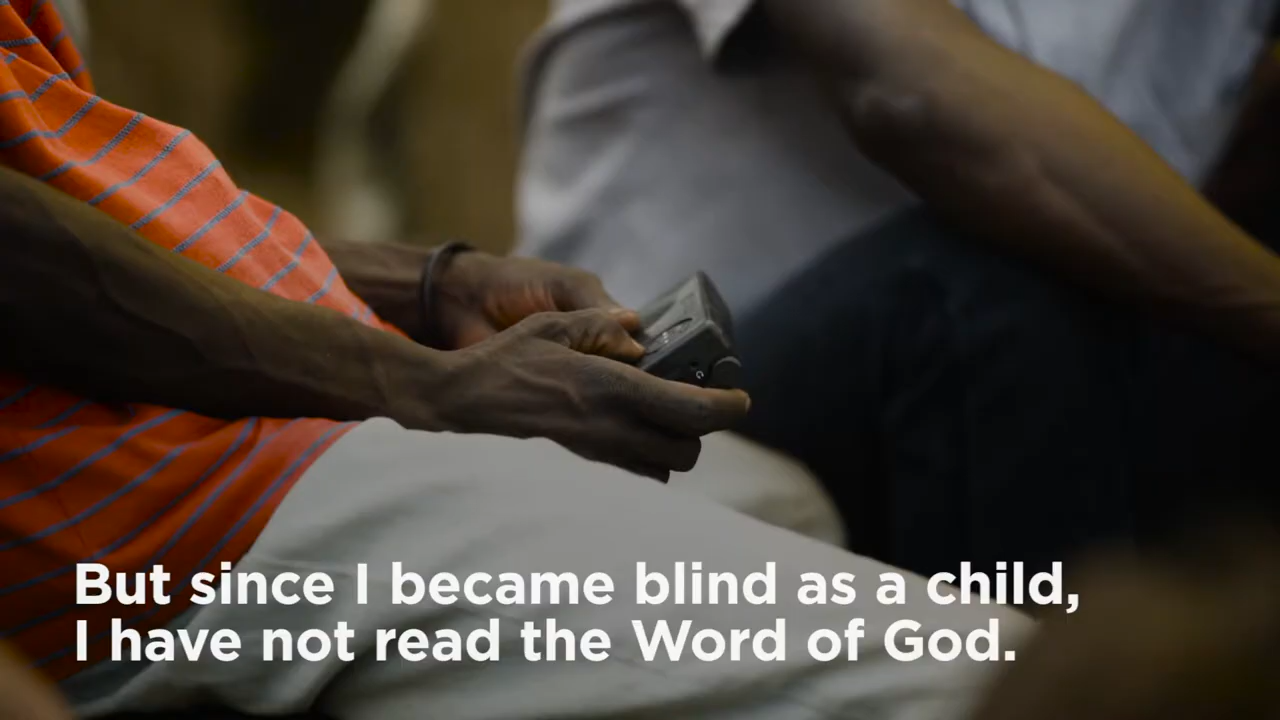 But since I became blind as a child,
I have not read the Word of God.